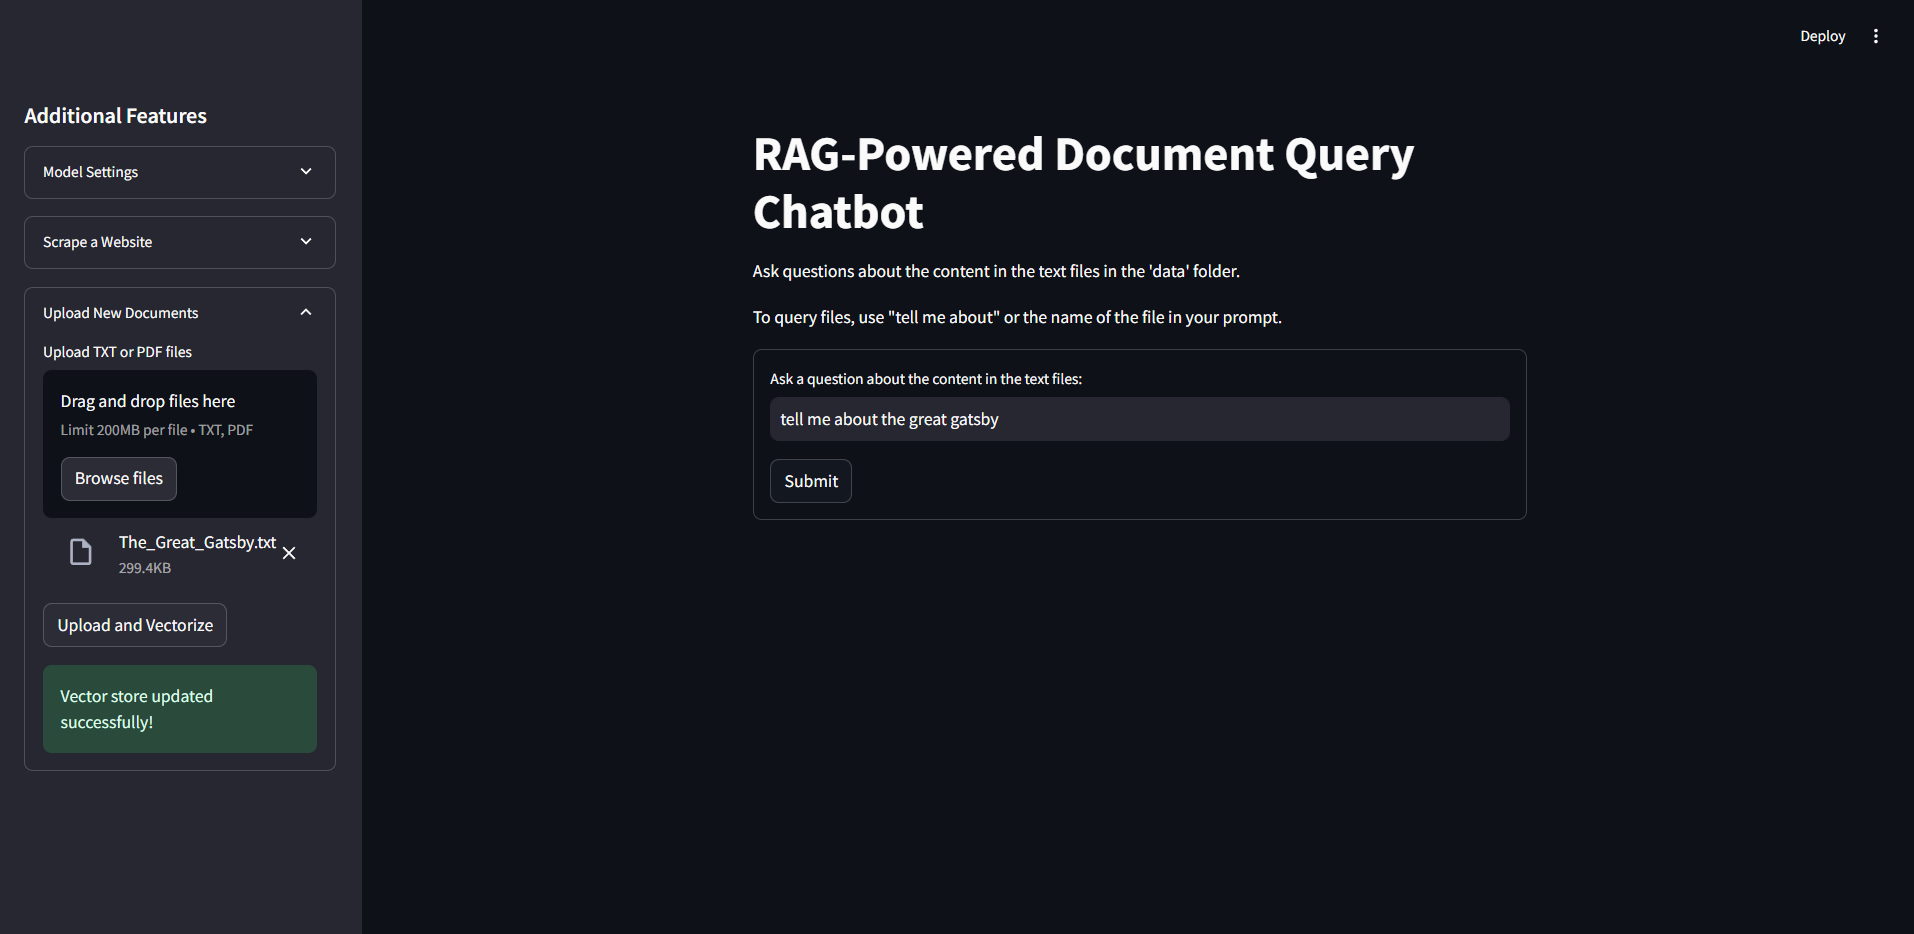 Deploy
Additional Features
Model Settings
Scrape a Website
Upload New Documents
Upload TXT or PDF files
Drag and drop files here
Limit 200MB per file • TXT, PDF
Browse files
The_Great_Gatsby.txt
299.4KB
Upload and Vectorize
Vector store updated
successfully!
RAG-Powered Document Query
Chatbot
Ask questions about the content in the text files in the 'data' folder.
To query files, use "tell me about" or the name of the file in your prompt.
Ask a question about the content in the text files:
tell me about the great gatsby
Submit